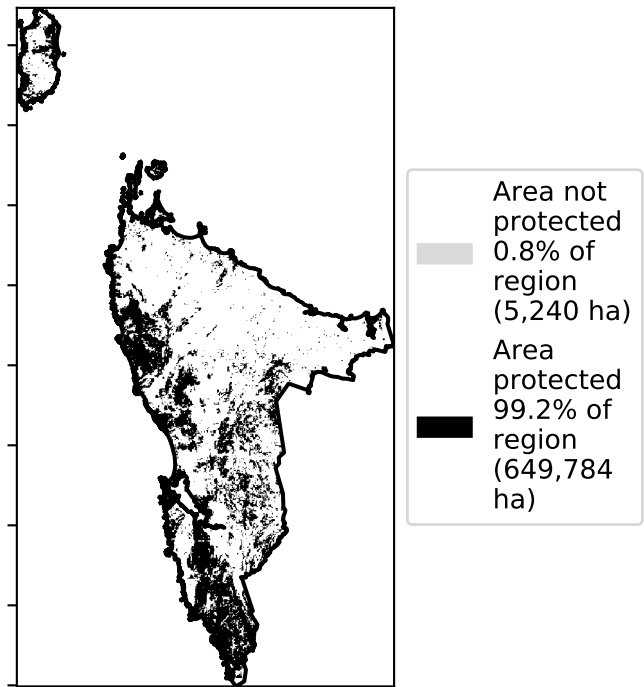 Area not
protected
0.8% of
region
(5,240 ha)
Area
protected
99.2% of
region
(649,784
ha)